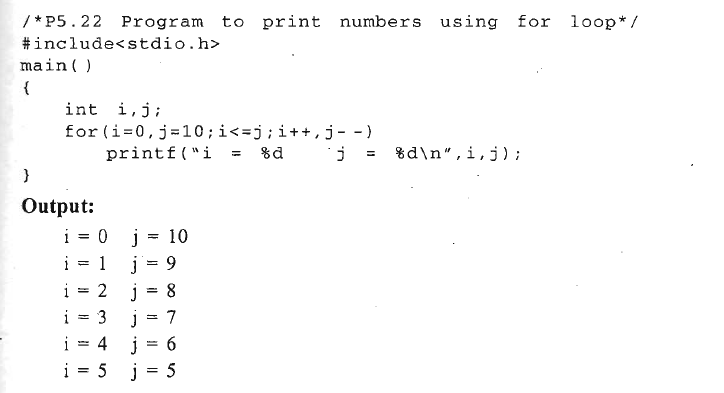 /*P5.22 Program to print numbers using for loop*/
#include<stdio.h>
main( )
{
    int i,j;
    for(i=0,j=10;i<=j;i++,j- -)
        printf("i = %d    j = %d\n",i,j);
}
Output:
    i = 0  j = 10
    i = 1  j = 9
    i = 2  j = 8
    i = 3  j = 7
    i = 4  j = 6
    i = 5  j = 5